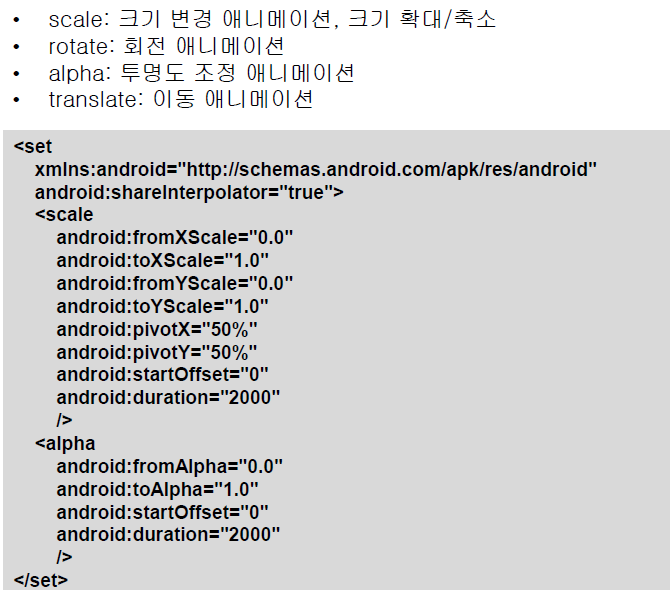 • scale: 크기 변경 애니메이션, 크기 확대/축소
• rotate: 회전 애니메이션
• alpha: 투명도 조정 애니메이션
• translate: 이동 애니메이션
<set
xmlns:android="http://schemas.android.com/apk/res/android"
android:shareInterpolator="true">
<scale
android:fromXScale="0.0"
android:toXScale="1.0"
android:fromYScale="0.0"
android:toYScale="1.0"
android:pivotX="50%"
android:pivotY="50%"
android:startOffset="0"
android:duration="2000"
/>
<alpha
android:fromAlpha="0.0"
android:toAlpha="1.0"
android:startOffset="0"
android:duration="2000"
/>
</set>